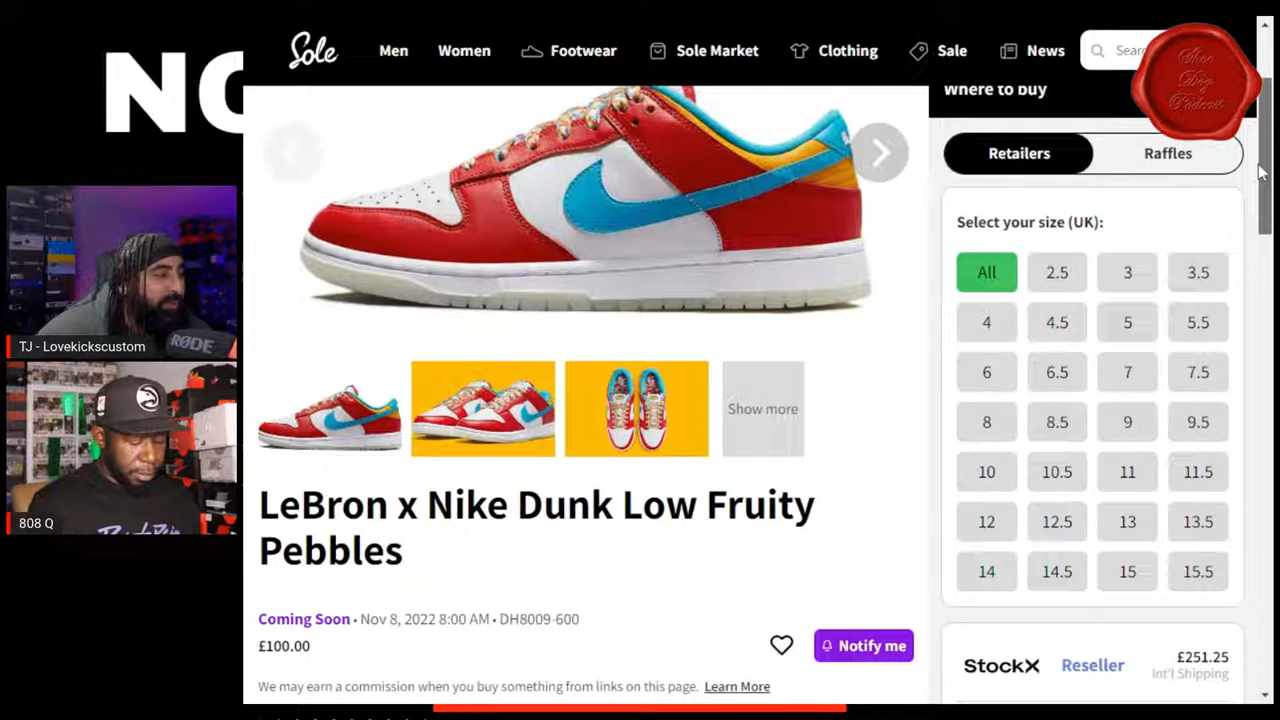 NO
Sole
Men
Women
Footwear
Sole Market
Clothing
Sale
News
Sear
Shoe
Dog
Podcast
Where to buy
Retailers
Raffles
Select your size (UK):
All 2.5 3 3.5
4 4.5 5 5.5
6 6.5 7 7.5
8 8.5 9 9.5
10 10.5 11 11.5
12 12.5 13 13.5
14 14.5 15 15.5
StockX
Reseller
£251.25
Int'l Shipping
Show more
LeBron x Nike Dunk Low Fruity
Pebbles
Coming Soon • Nov 8, 2022 8:00 AM • DH8009-600
£100.00
Notify me
We may earn a commission when you buy something from links on this page. Learn More
TJ - Lovekickscustom
RØDE
808 Q